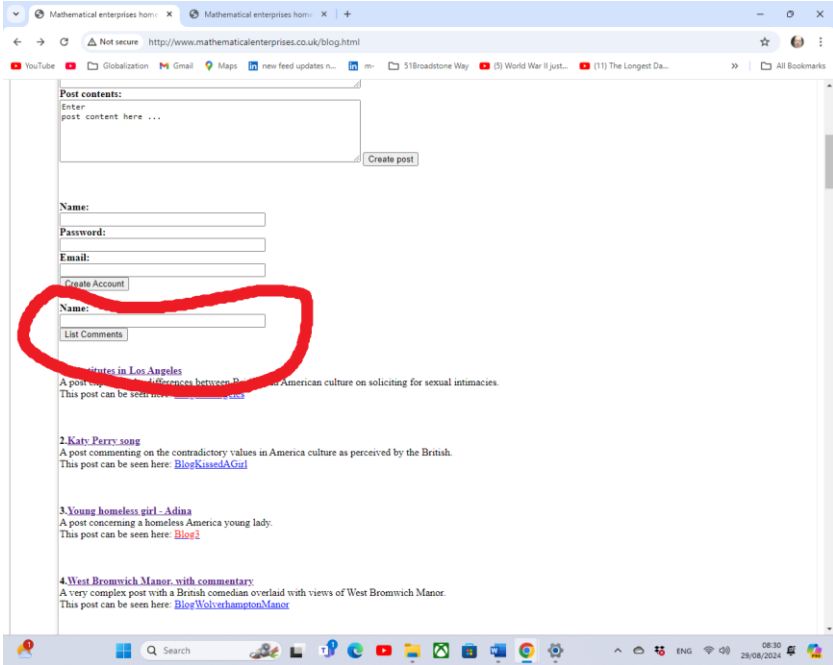 Mathematical enterprises home
Mathematical enterprises home
Not secure http://www.mathematicalenterprises.co.uk/blog.html
YouTube Globalization Gmail Maps new feed updates n... m- 51Broadstone Way (5) World War II just... (11) The Longest Da... » All Bookmarks
Post contents:
Enter
post content here ...
Create post
Name:
Password:
Email:
Create Account
Name:
List Comments
in Los Angeles
A post differences between American culture on soliciting for sexual intimacies.
This post can be seen here:
2.Katy Perry song
A post commenting on the contradictory values in America culture as perceived by the British.
This post can be seen here: BlogKissedAGirl
3.Young homeless girl - Adina
A post concerning a homeless America young lady.
This post can be seen here: Blog3
4.West Bromwich Manor, with commentary
A very complex post with a British comedian overlaid with views of West Bromwich Manor.
This post can be seen here: BlogWolverhamptonManor
Search
ENG
08:30
29/08/2024